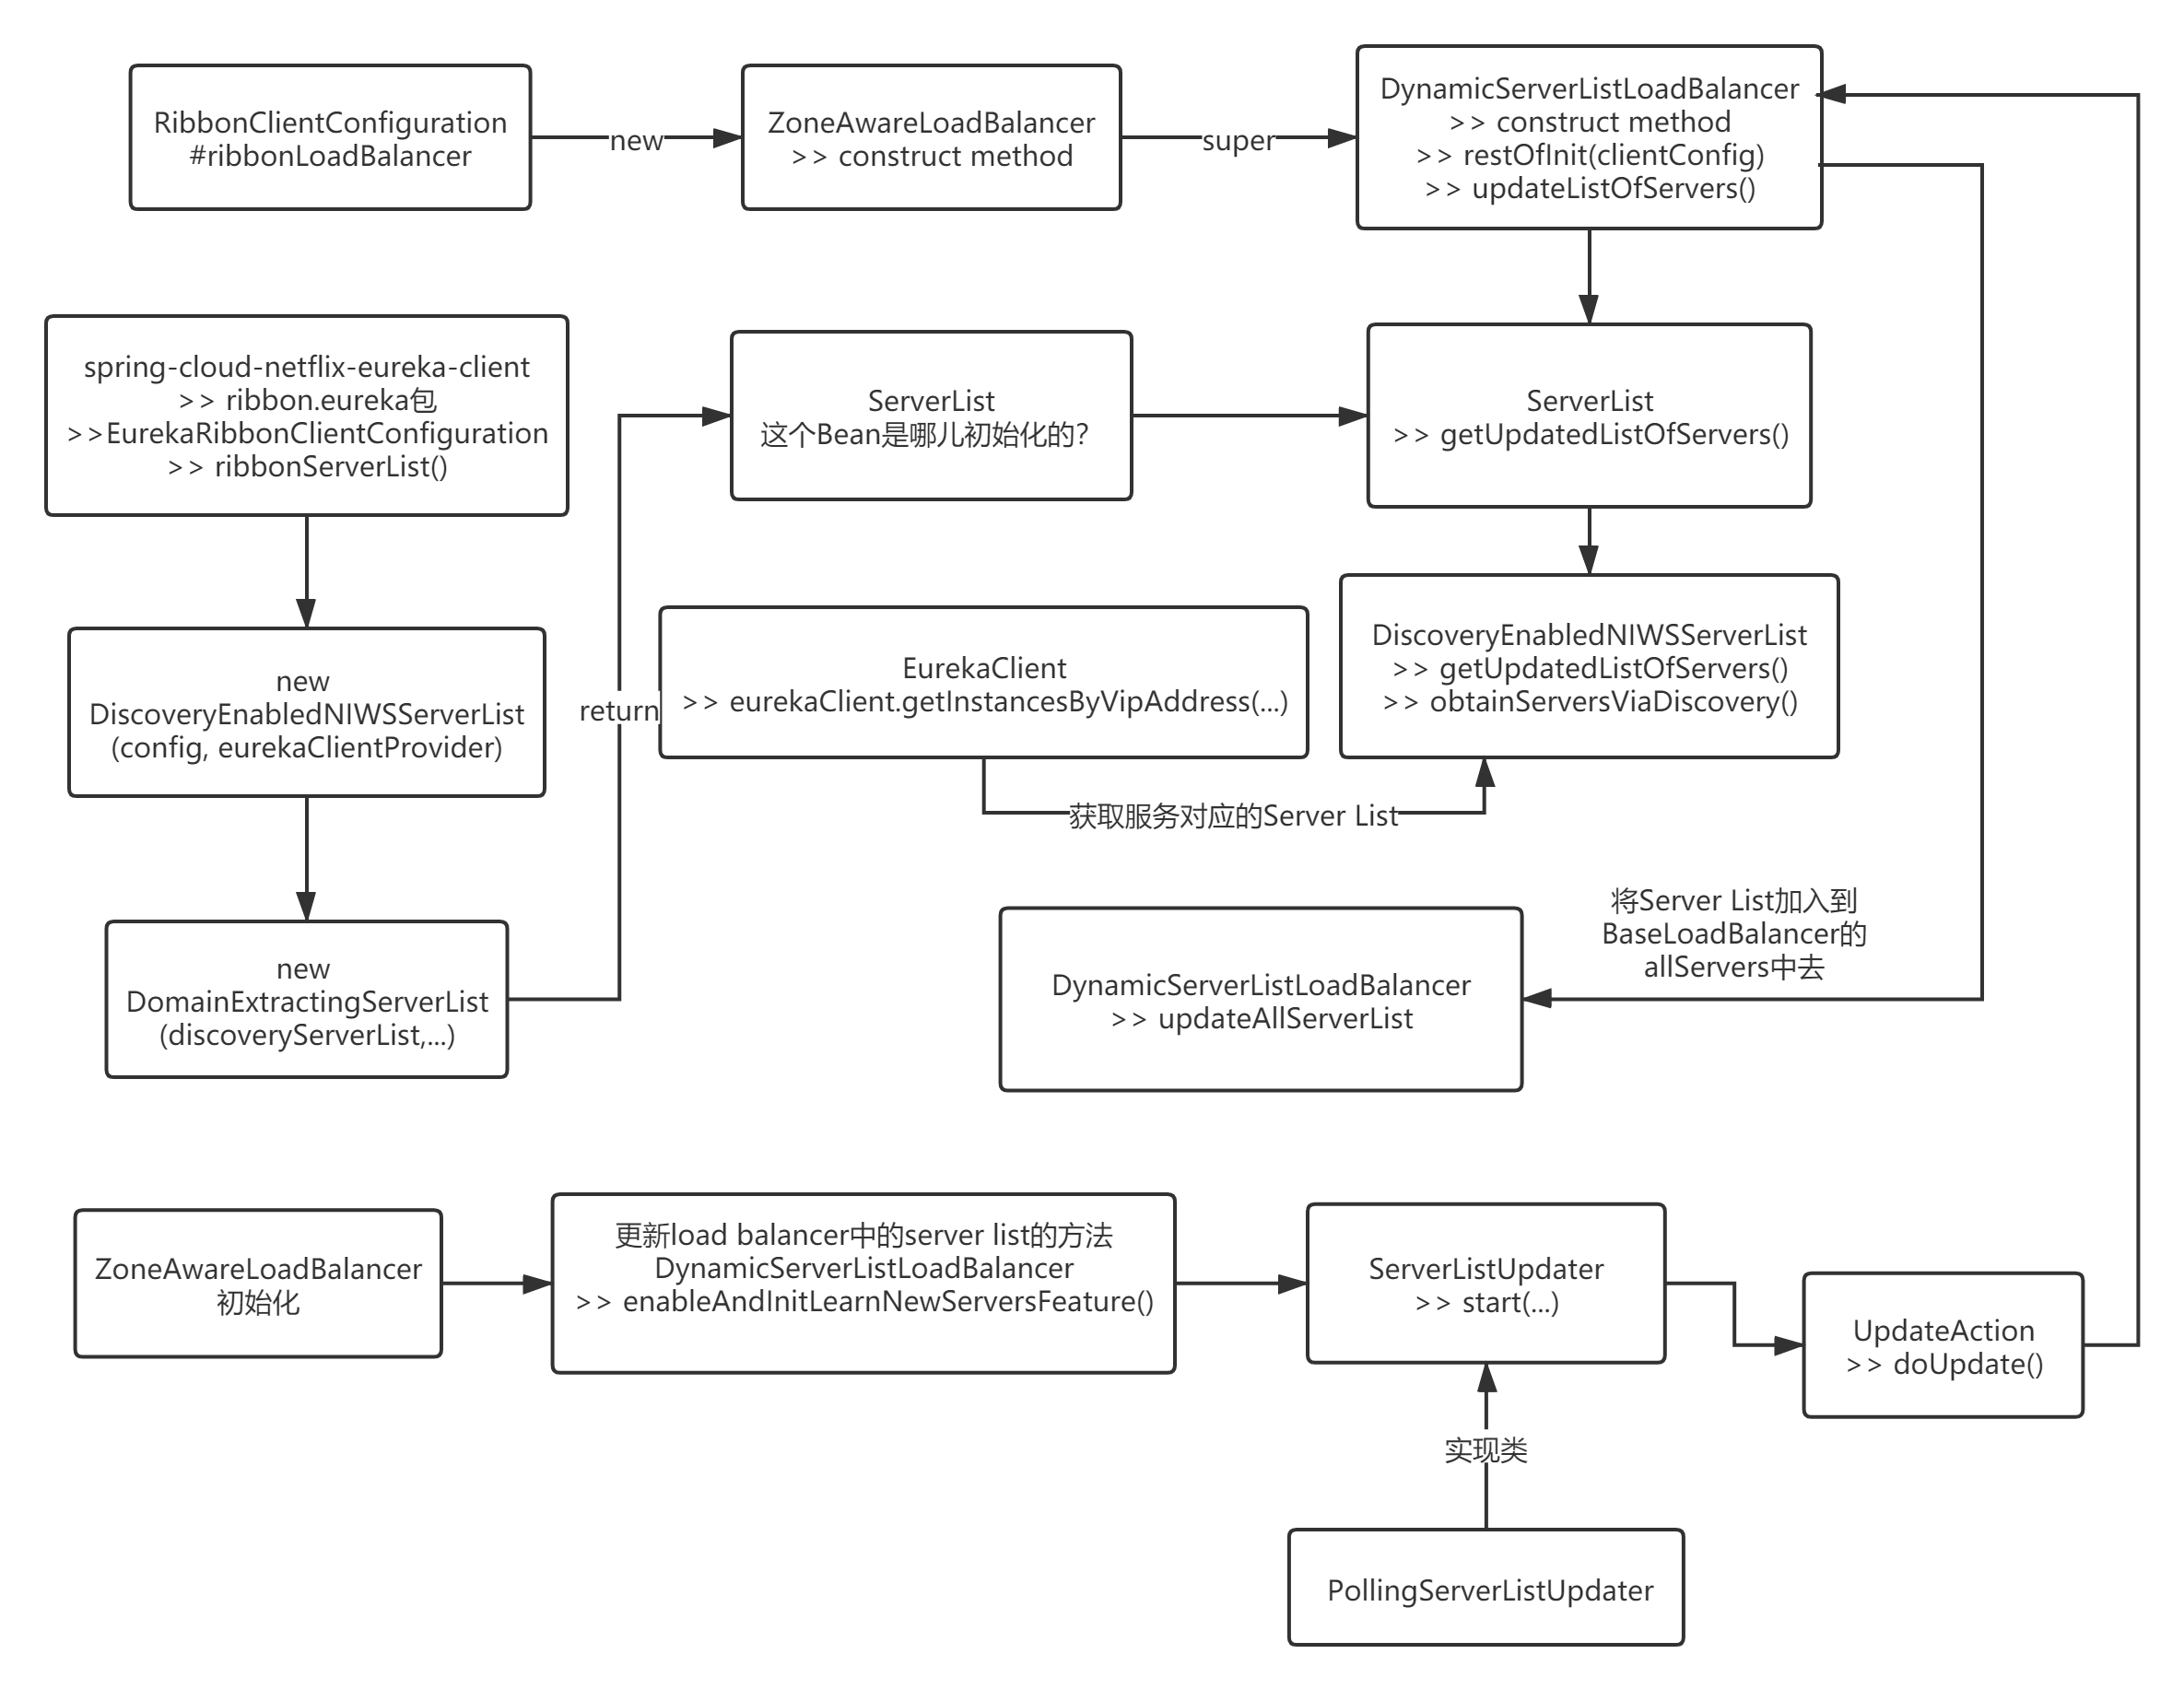 RibbonClientConfiguration
#ribbonLoadBalancer
new
ZoneAwareLoadBalancer
>> construct method
super
DynamicServerListLoadBalancer
>> construct method
>> restOfInit(clientConfig)
>> updateListOfServers()
spring-cloud-netflix-eureka-client
>> ribbon.eureka包
>>EurekaRibbonClientConfiguration
>> ribbonServerList()
ServerList
这个Bean是哪儿初始化的?
ServerList
>> getUpdatedListOfServers()
new
DiscoveryEnabledNIWSServerList
(config, eurekaClientProvider)
return
EurekaClient
>> eurekaClient.getInstancesByVipAddress(...)
DiscoveryEnabledNIWSServerList
>> getUpdatedListOfServers()
>> obtainServersViaDiscovery()
获取服务对应的Server List
new
DomainExtractingServerList
(discoveryServerList,...)
DynamicServerListLoadBalancer
>> updateAllServerList
将Server List加入到
BaseLoadBalancer的
allServers中去
ZoneAwareLoadBalancer
初始化
更新load balancer中的server list的方法
DynamicServerListLoadBalancer
>> enableAndInitLearnNewServersFeature()
ServerListUpdater
>> start(...)
UpdateAction
>> doUpdate()
实现类
PollingServerListUpdater